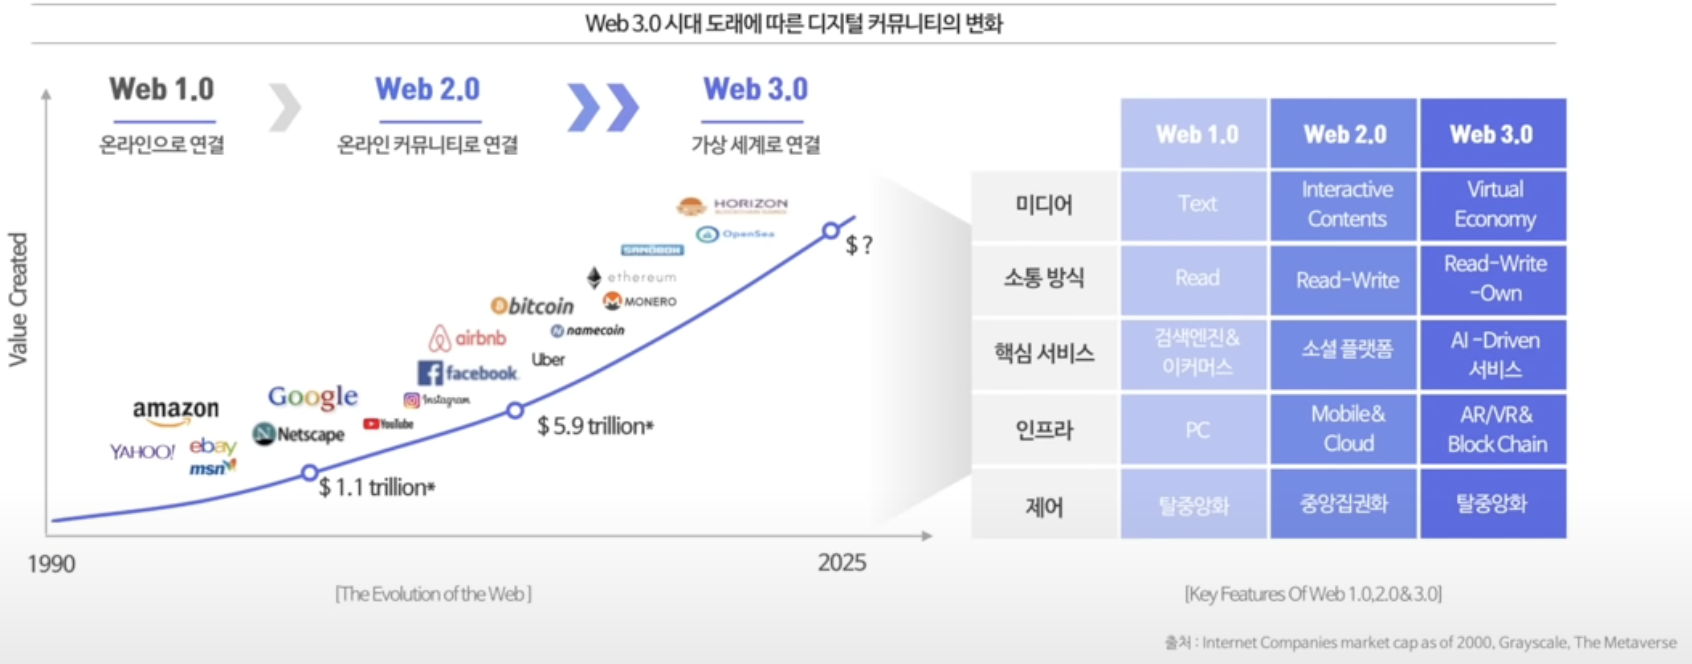 Web 3.0 시대 도래에 따른 디지털 커뮤니티의 변화
Web 1.0
온라인으로 연결
Web 2.0
온라인 커뮤니티로 연결
Web 3.0
가상 세계로 연결
Value Created
HORIZON
BLOCKCHAIN GAMES
OpenSea
SANDBOX
ethereum
MONERO
bitcoin
namecoin
airbnb
Uber
facebook
Instagram
Google
YouTube
amazon
Netscape
YAHOO!
ebay
msn
$ ?
$ 5.9 trillion*
$ 1.1 trillion*
1990
2025
[The Evolution of the Web ]
Web 1.0
Web 2.0
Web 3.0
미디어
Text
Interactive
Contents
Virtual
Economy
소통 방식
Read
Read-Write
Read-Write
-Own
핵심 서비스
검색엔진&
이커머스
소셜 플랫폼
AI -Driven
서비스
인프라
PC
Mobile&
Cloud
AR/VR&
Block Chain
제어
탈중앙화
중앙집권화
탈중앙화
[Key Features Of Web 1.0,2.0&3.0]
출처 : Internet Companies market cap as of 2000, Grayscale, The Metaverse